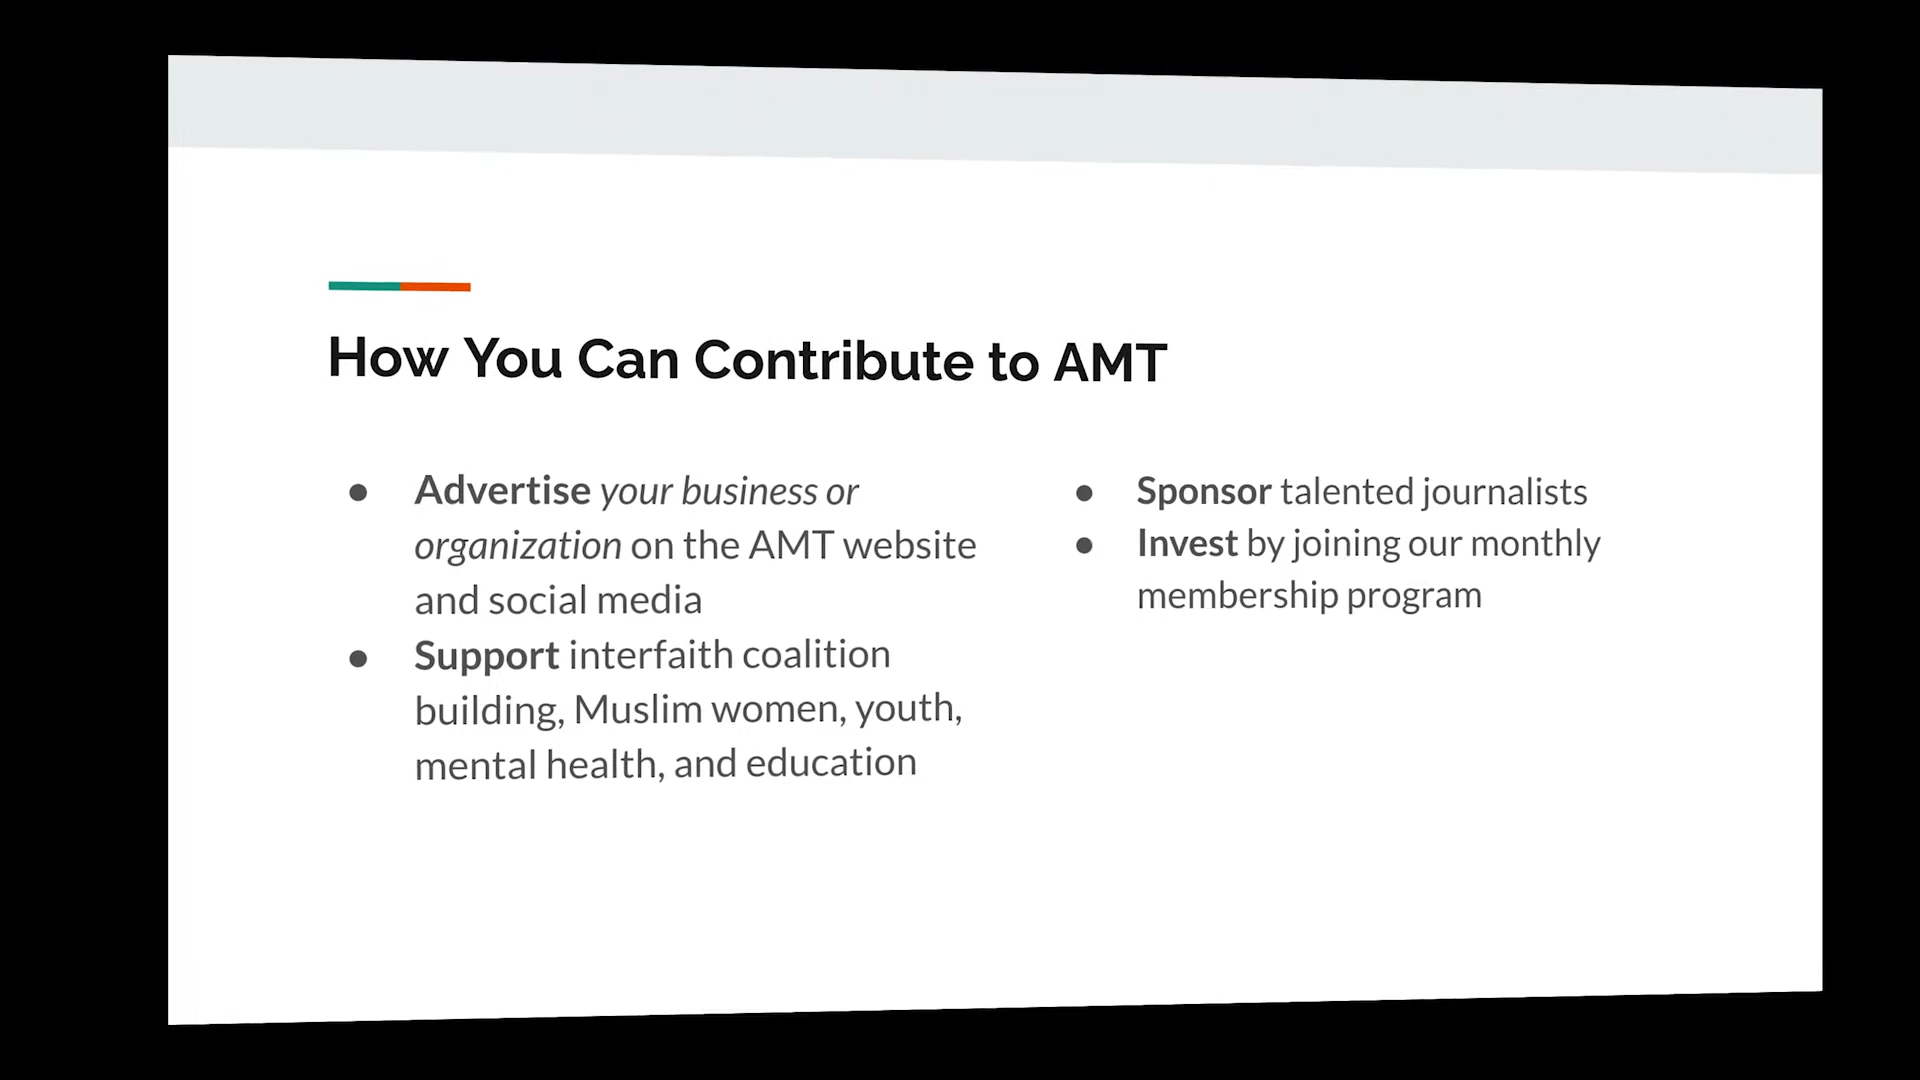 How You Can Contribute to AMT
● Advertise your business or
organization on the AMT website
and social media
● Support interfaith coalition
building, Muslim women, youth,
mental health, and education
● Sponsor talented journalists
● Invest by joining our monthly
membership program